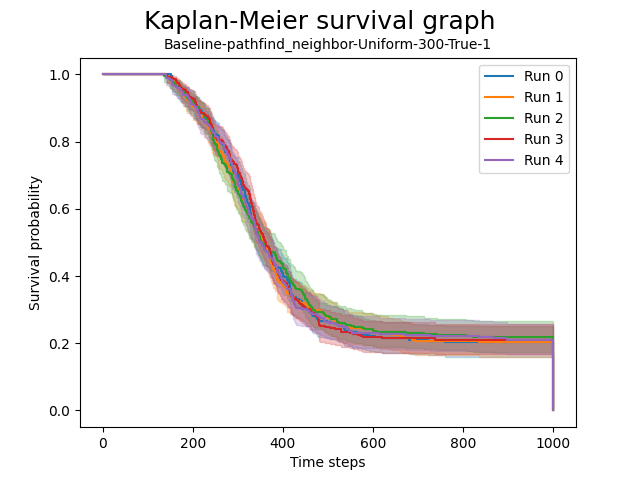 Kaplan-Meier survival graph
Baseline-pathfind_neighbor-Uniform-300-True-1
Run 0
Run 1
Run 2
Run 3
Run 4
Survival probability
1.0
0.8
0.6
0.4
0.2
0.0
0 200 400 600 800 1000
Time steps